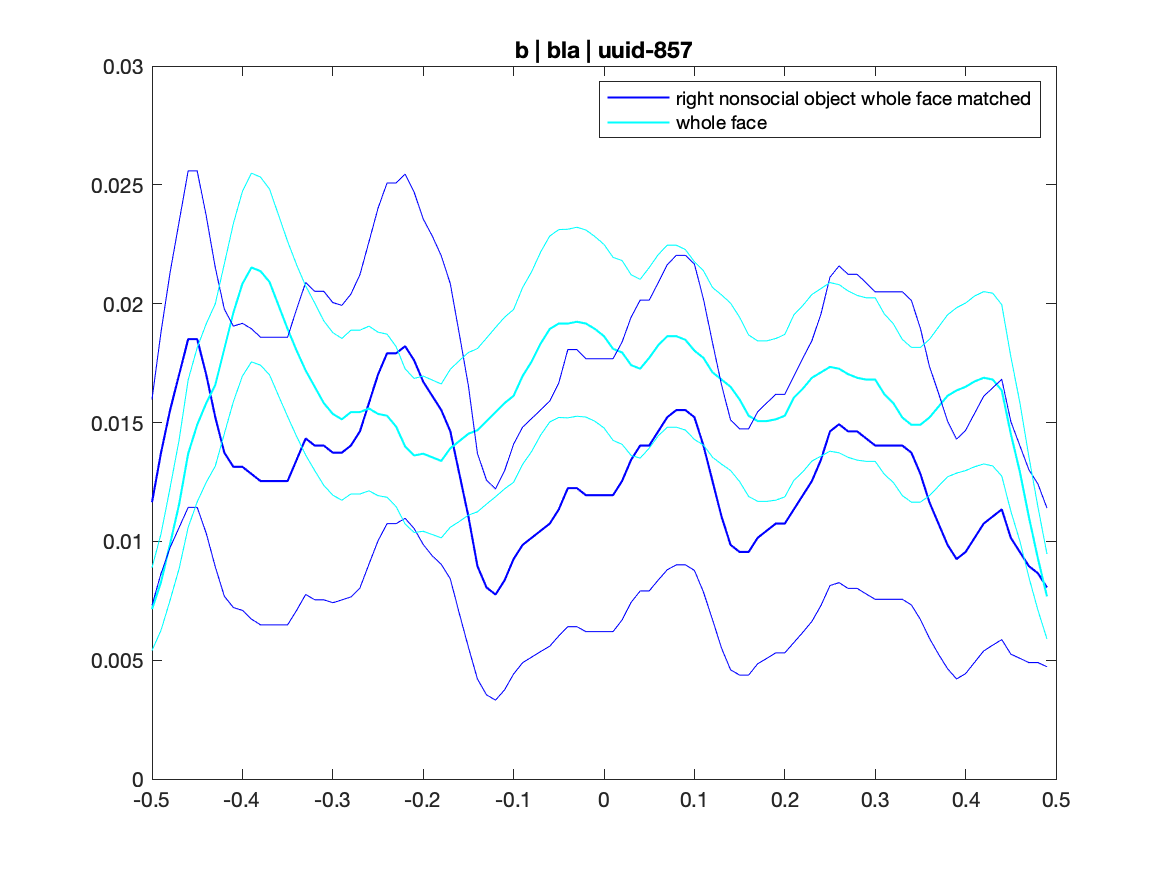 b | bla | uuid-857
right nonsocial object whole face matched
whole face
0.03
0.025
0.02
0.015
0.01
0.005
0
-0.5 -0.4 -0.3 -0.2 -0.1 0 0.1 0.2 0.3 0.4 0.5